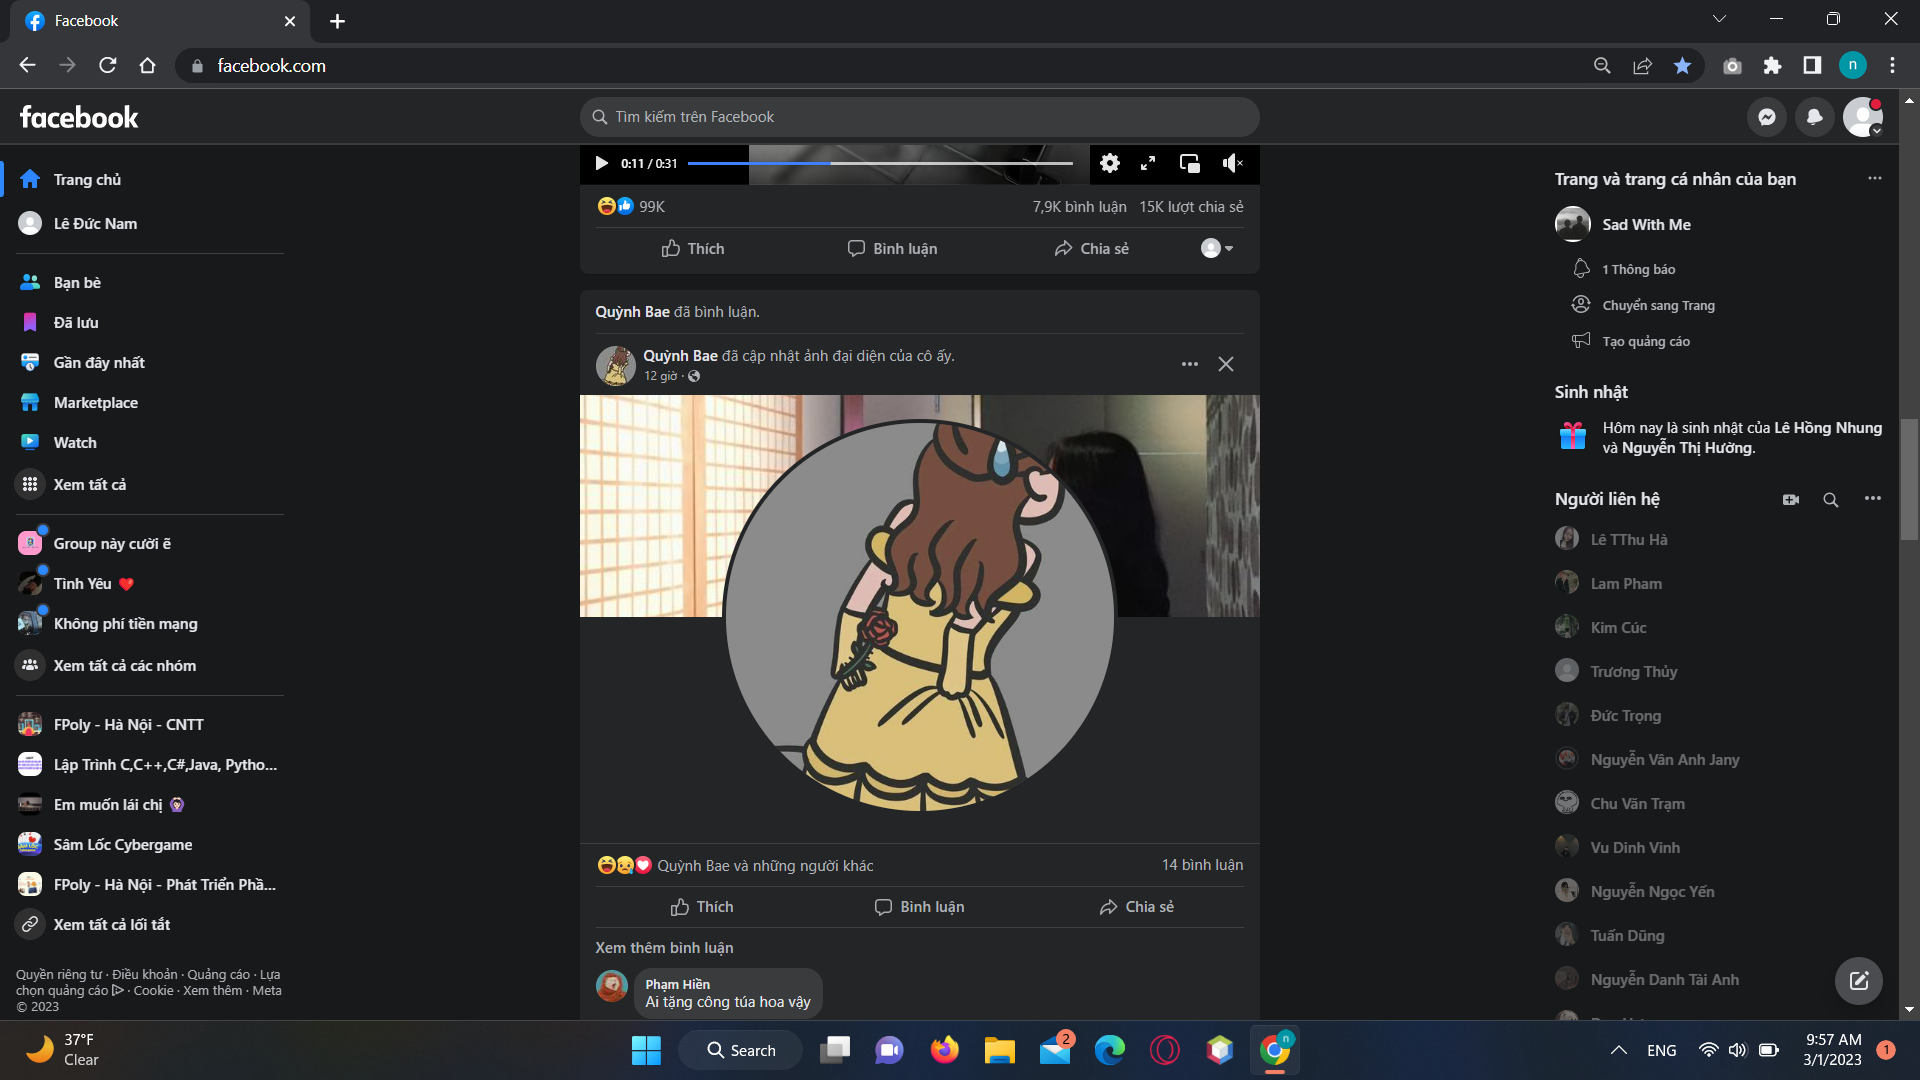 Facebook
facebook.com
n
facebook
Tìm kiếm trên Facebook
Trang chủ
Lê Đức Nam
Bạn bè
Đã lưu
Gần đây nhất
Marketplace
Watch
Xem tất cả
Group này cười ẽ
Tình Yêu ❤️
Không phí tiền mạng
Xem tất cả các nhóm
FPoly - Hà Nội - CNTT
Lập Trình C,C++,C#,Java, Pytho...
Em muốn lái chị 🙆🏻‍♀️
Sâm Lốc Cybergame
FPoly - Hà Nội - Phát Triển Phầ...
Xem tất cả lối tắt
Quyền riêng tư · Điều khoản · Quảng cáo · Lựa
chọn quảng cáo · Cookie · Xem thêm · Meta
© 2023
0:11 / 0:31
99K
7,9K bình luận 15K lượt chia sẻ
Thích Bình luận Chia sẻ
Quỳnh Bae đã bình luận.
Quỳnh Bae đã cập nhật ảnh đại diện của cô ấy.
12 giờ ·
Quỳnh Bae và những người khác
14 bình luận
Thích Bình luận Chia sẻ
Xem thêm bình luận
Phạm Hiền
Ai tặng công túa hoa vậy
Trang và trang cá nhân của bạn
Sad With Me
1 Thông báo
Chuyển sang Trang
Tạo quảng cáo
Sinh nhật
Hôm nay là sinh nhật của Lê Hồng Nhung
và Nguyễn Thị Hường.
Người liên hệ
Lê TThu Hà
Lam Pham
Kim Cúc
Trương Thủy
Đức Trọng
Nguyễn Vân Anh Jany
Chu Văn Trạm
Vu Dinh Vinh
Nguyễn Ngọc Yến
Tuấn Dũng
Nguyễn Danh Tài Anh
37°F
Clear
Search
2
n
ENG
9:57 AM
3/1/2023
1